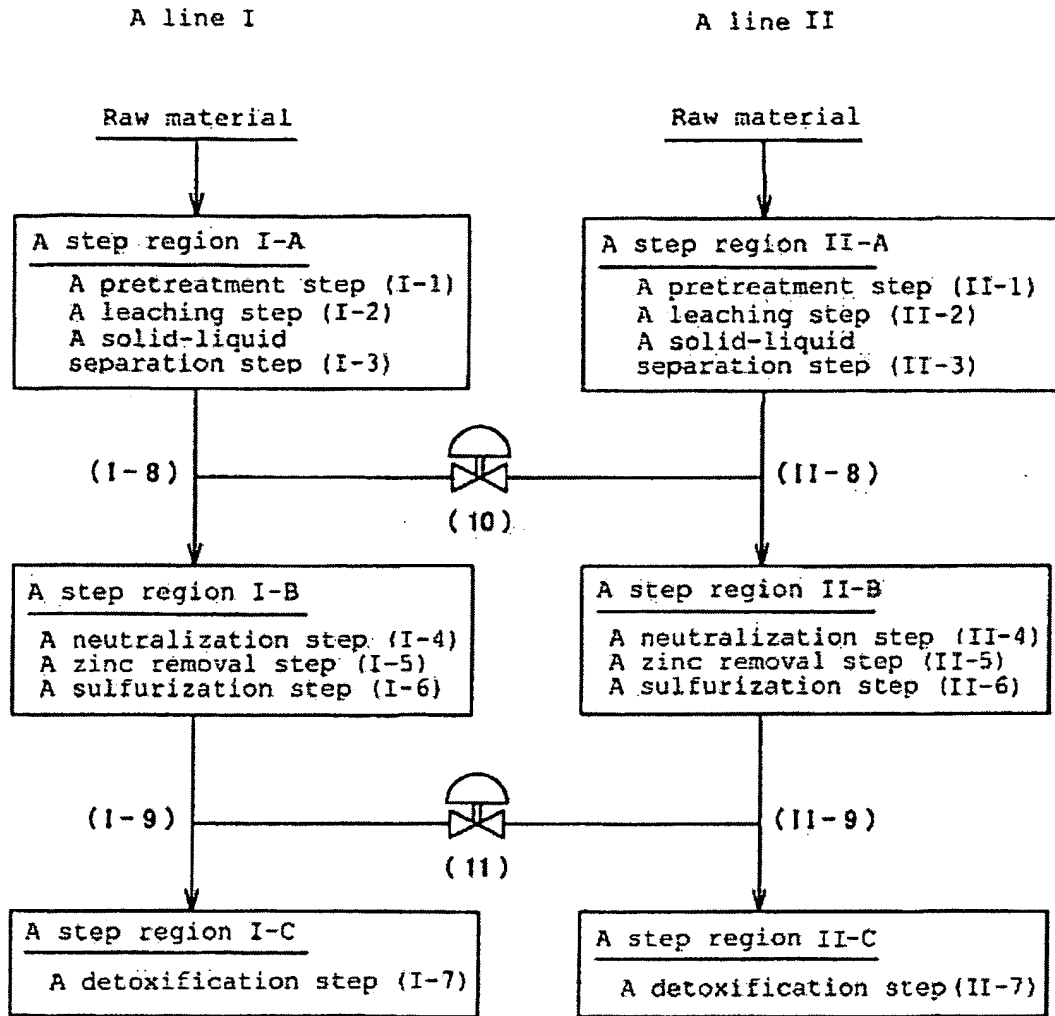 A line I
A line II
Raw material
Raw material
A step region I-A
A pretreatment step (I-1)
A leaching step (I-2)
A solid-liquid
separation step (I-3)
A step region II-A
A pretreatment step (II-1)
A leaching step (II-2)
A solid-liquid
separation step (II-3)
(I-8)
(10)
(II-8)
A step region I-B
A neutralization step (I-4)
A zinc removal step (I-5)
A sulfurization step (I-6)
A step region II-B
A neutralization step (II-4)
A zinc removal step (II-5)
A sulfurization step (II-6)
(I-9)
(11)
(II-9)
A step region I-C
A detoxification step (I-7)
A step region II-C
A detoxification step (II-7)